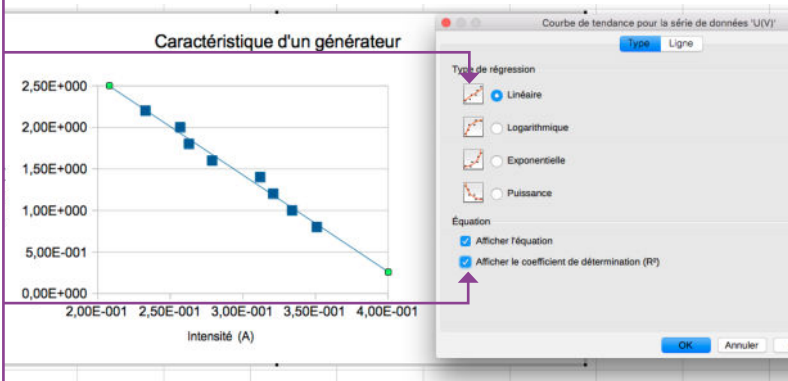 Caractéristique d'un générateur
2,50E+000
2,00E+000
1,50E+000
1,00E+000
5,00E-001
0,00E+000
2,00E-001 2,50E-001 3,00E-001 3,50E-001 4,00E-001
Intensité (A)
Courbe de tendance pour la série de données 'U(V)'
Type Ligne
Type de régression
Linéaire
Logarithmique
Exponentielle
Puissance
Équation
Afficher l'équation
Afficher le coefficient de détermination (R²)
OK Annuler